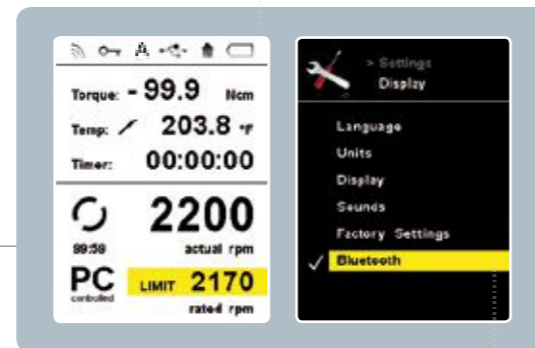 A
Torque: - 99.9 Ncm
Temp: 203.8 °F
Timer: 00:00:00
2200
99:59 actual rpm
PC LIMIT 2170
controlled rated rpm
> Settings
Display
Language
Units
Display
Sounds
Factory Settings
Bluetooth